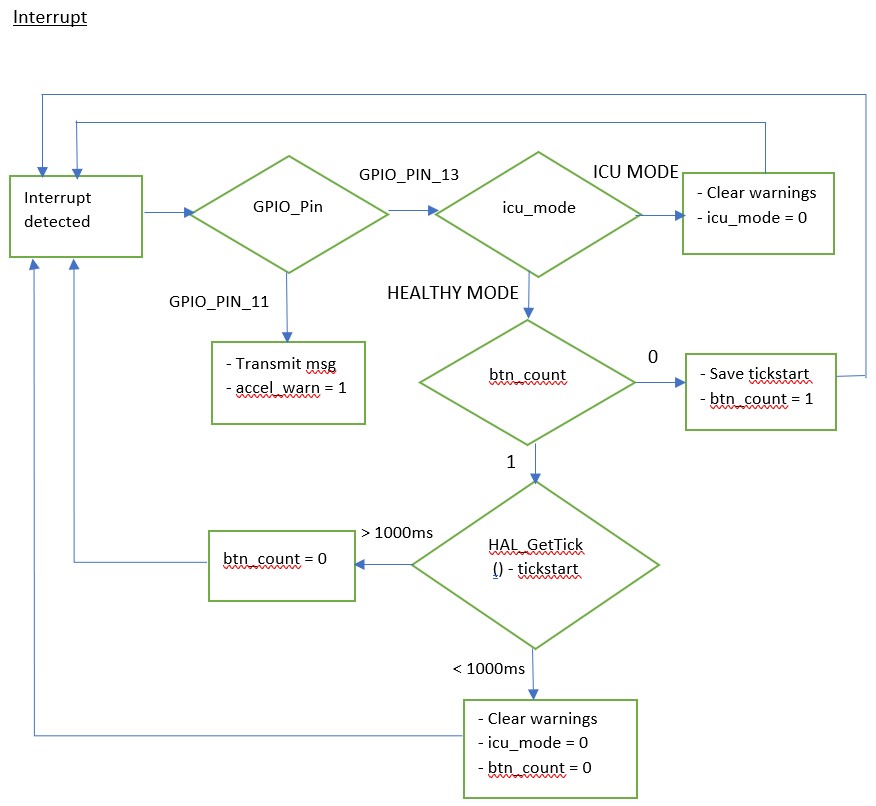 Interrupt
Interrupt
detected
GPIO_Pin
GPIO_PIN_13
icu_mode
ICU MODE
- Clear warnings
- icu_mode = 0
GPIO_PIN_11
- Transmit msg
- accel_warn = 1
HEALTHY MODE
btn_count
0
- Save tickstart
- btn_count = 1
1
HAL_GetTick
() - tickstart
> 1000ms
btn_count = 0
< 1000ms
- Clear warnings
- icu_mode = 0
- btn_count = 0